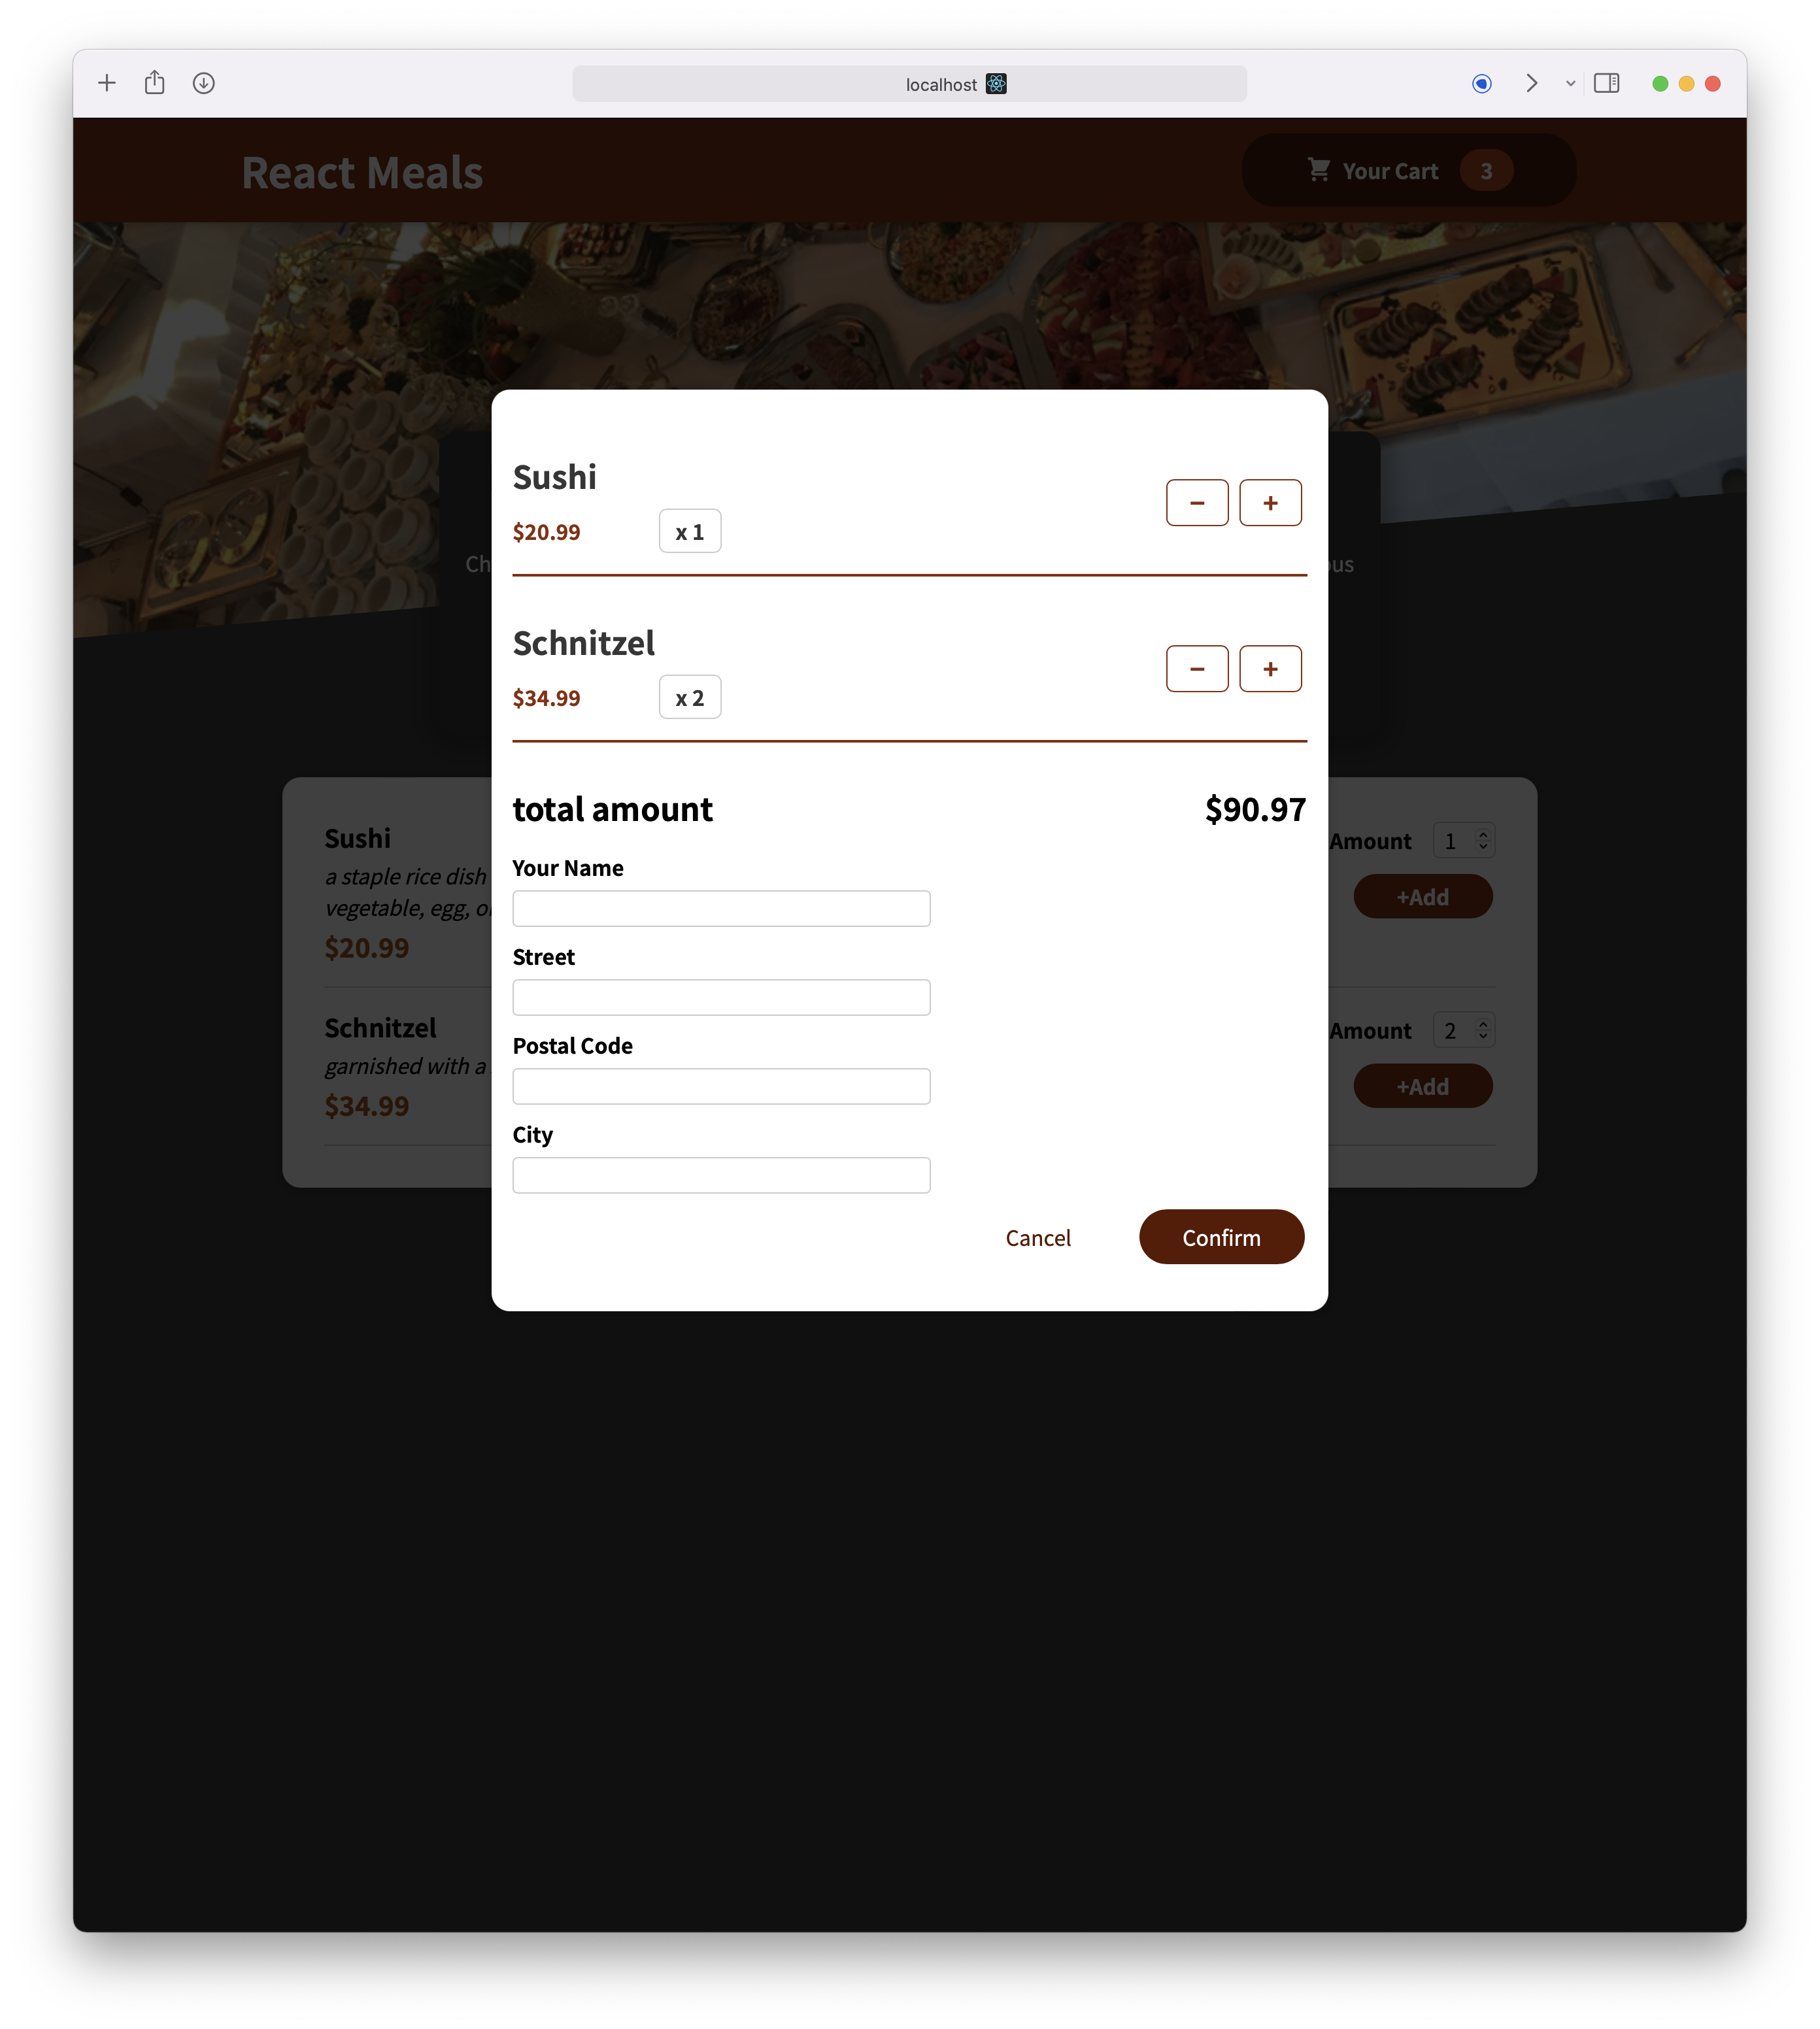 localhost
React Meals
Your Cart 3
Sushi
$20.99 x 1
− +
Schnitzel
$34.99 x 2
− +
total amount $90.97
Your Name
Street
Postal Code
City
Cancel Confirm
Sushi
a staple rice dish
vegetable, egg,
$20.99
Amount 1
+Add
Schnitzel
garnished with a
$34.99
Amount 2
+Add